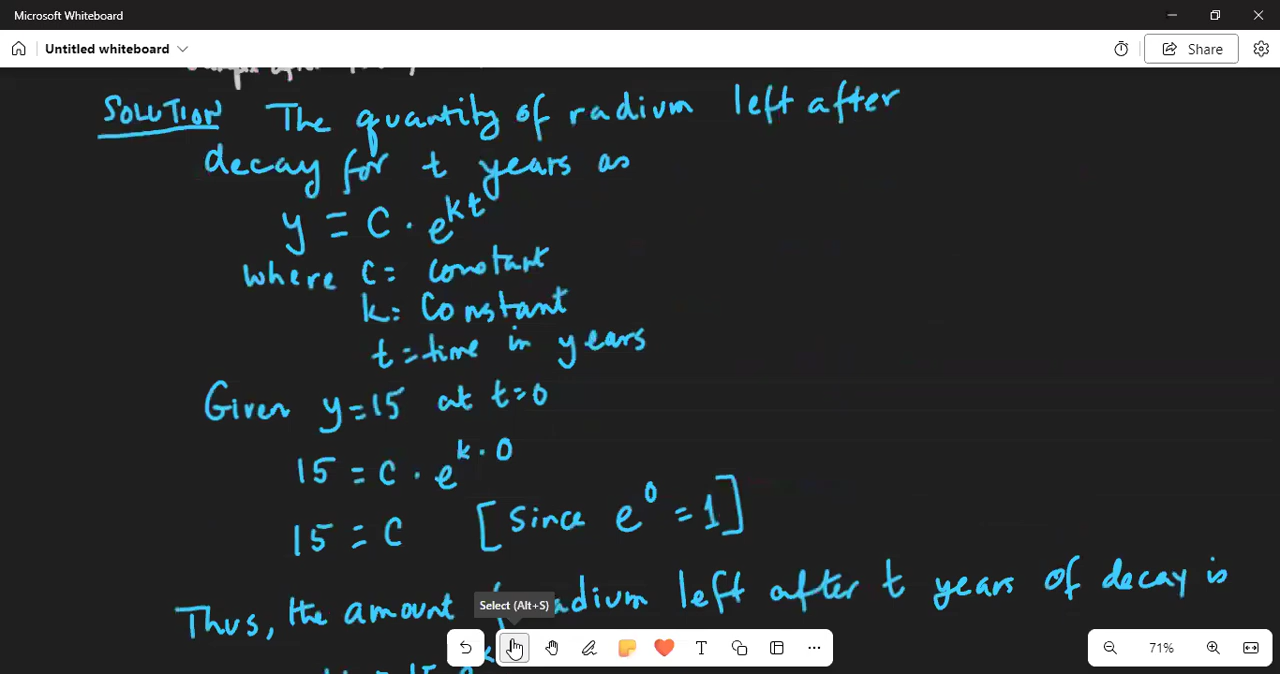 Microsoft Whiteboard
Untitled whiteboard
Share
SOLUTION The quantity of radium left after
decay for t years as
y = C · e^kt
where C = constant
k = Constant
t = time in years
Given y = 15 at t = 0
15 = C · e^k·0
15 = C [Since e^0 = 1]
Thus, the amount radium left after t years of decay is
Select (Alt+S)
71%